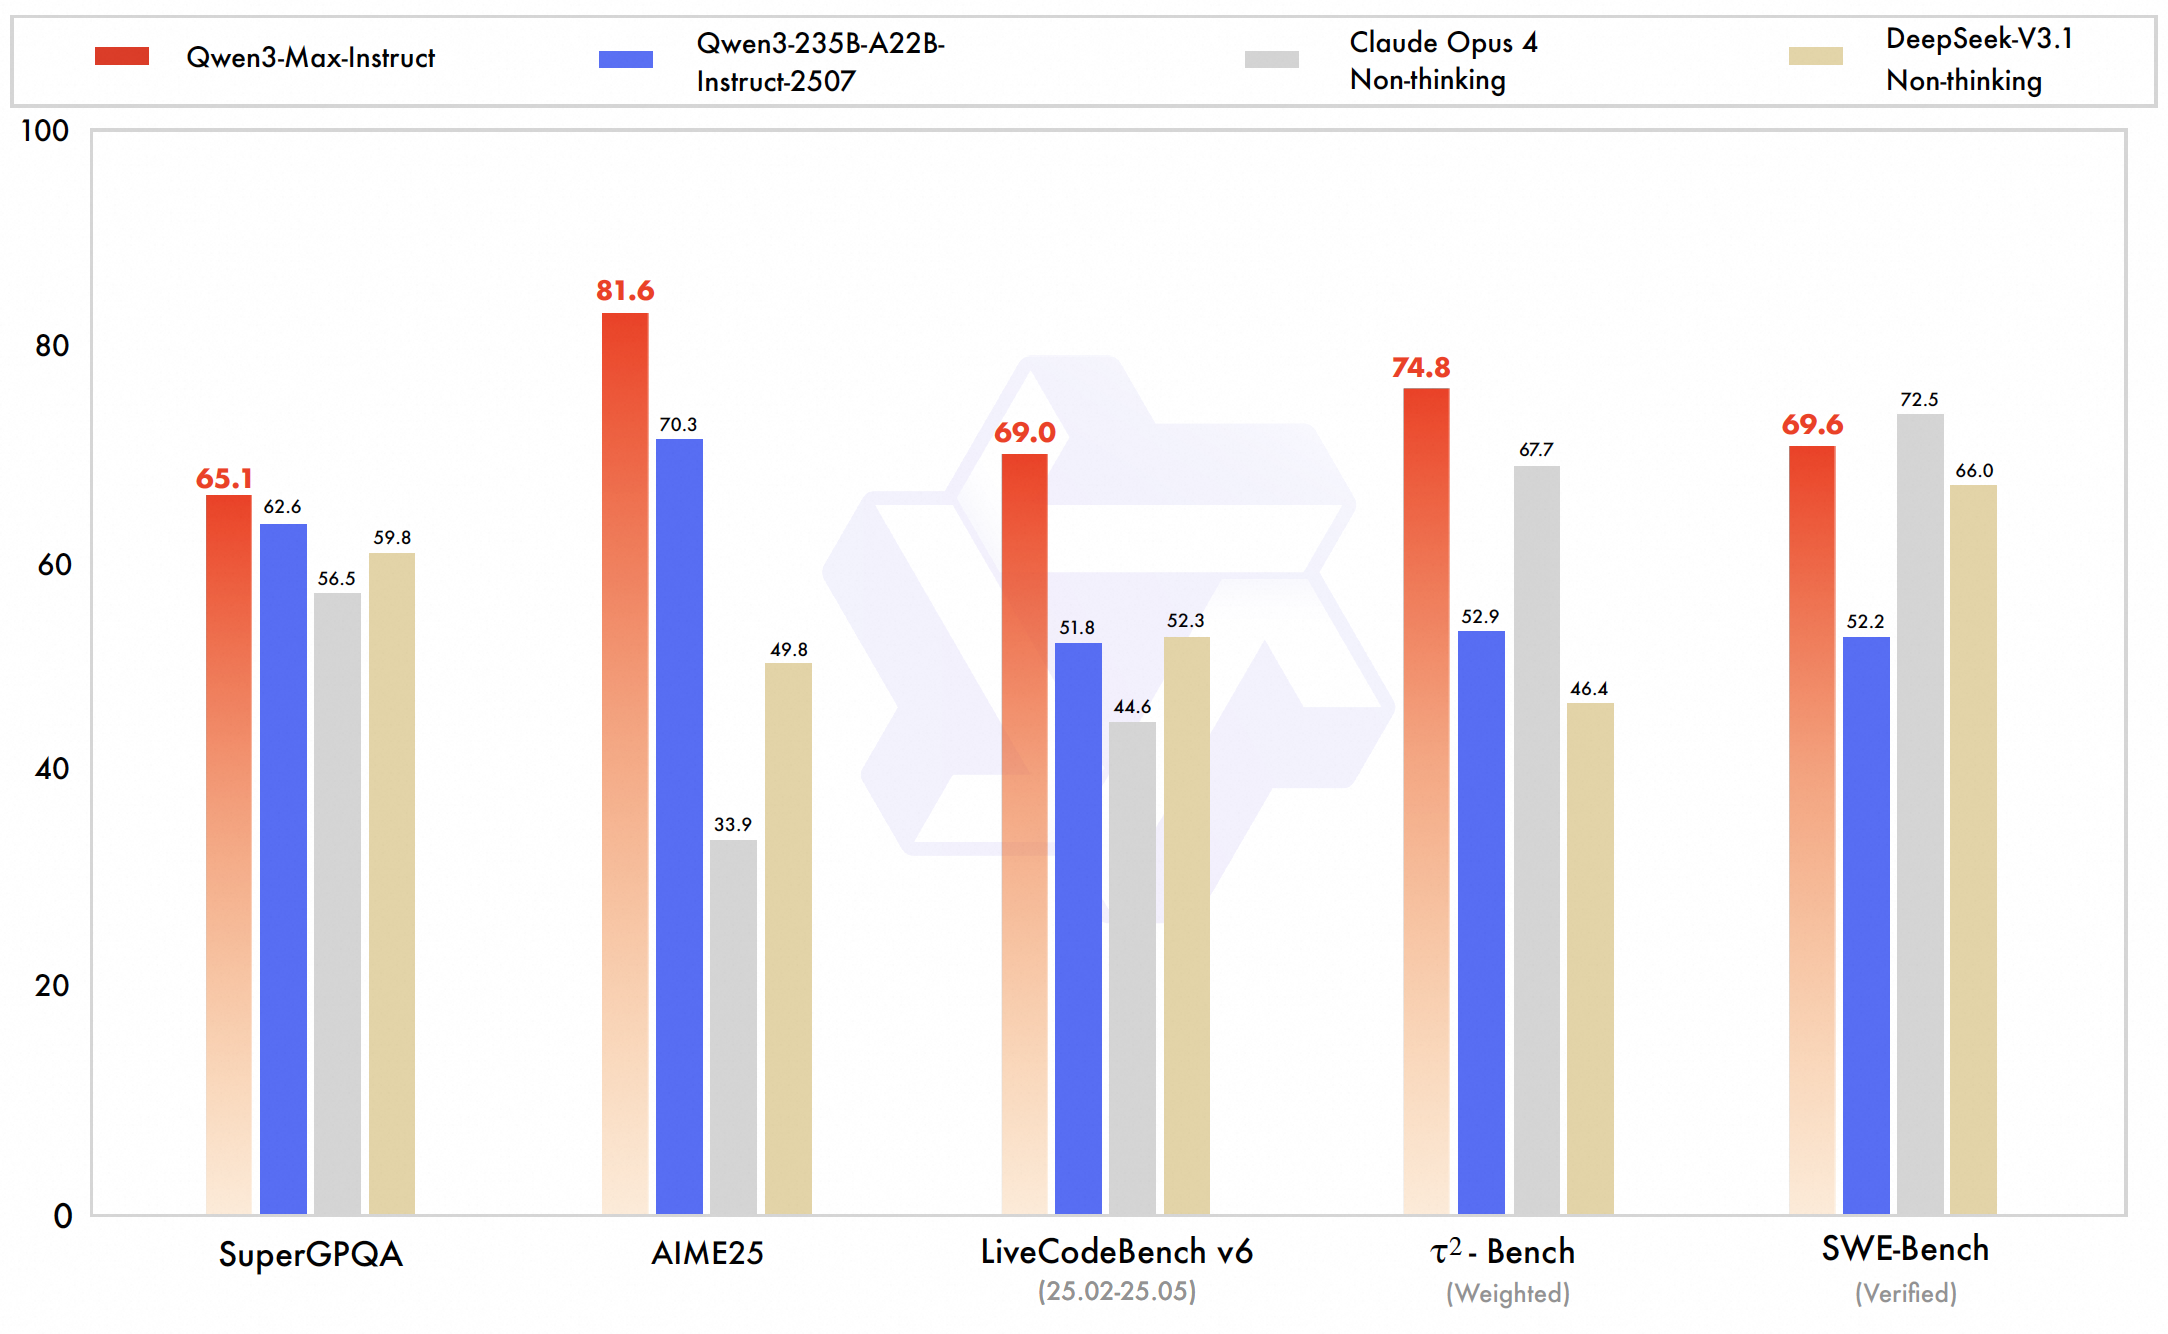 Qwen3-Max-Instruct
Qwen3-235B-A22B-
Instruct-2507
Claude Opus 4
Non-thinking
DeepSeek-V3.1
Non-thinking
100
80
60
40
20
0
65.1
62.6
56.5
59.8
81.6
70.3
33.9
49.8
69.0
51.8
44.6
52.3
74.8
52.9
67.7
46.4
69.6
52.2
72.5
66.0
SuperGPQA
AIME25
LiveCodeBench v6
(25.02-25.05)
τ² - Bench
(Weighted)
SWE-Bench
(Verified)